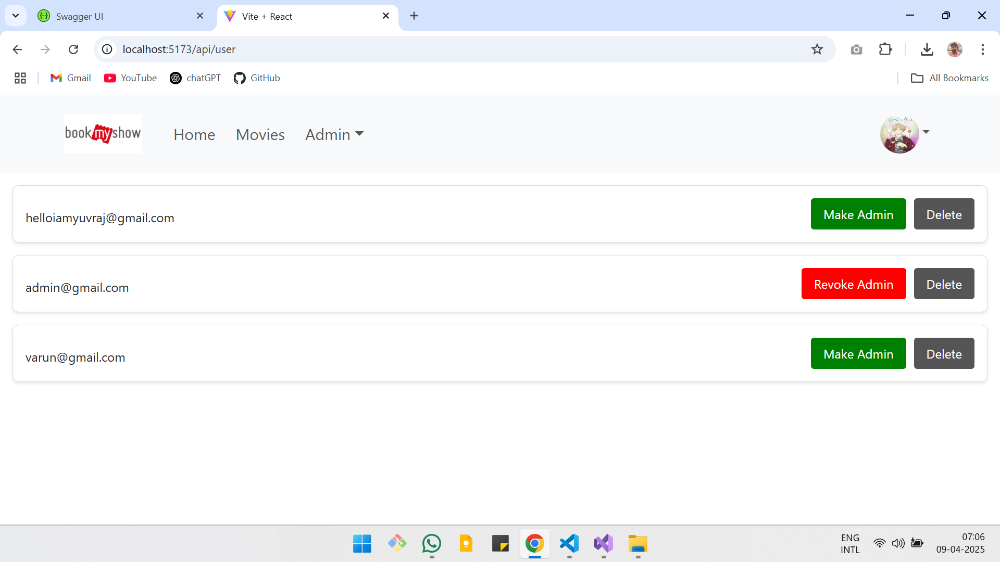 Swagger UI
Vite + React
localhost:5173/api/user
Gmail
YouTube
chatGPT
GitHub
All Bookmarks
bookmyshow
Home
Movies
Admin
helloiamyuvraj@gmail.com
Make Admin
Delete
admin@gmail.com
Revoke Admin
Delete
varun@gmail.com
Make Admin
Delete
ENG
INTL
07:06
09-04-2025